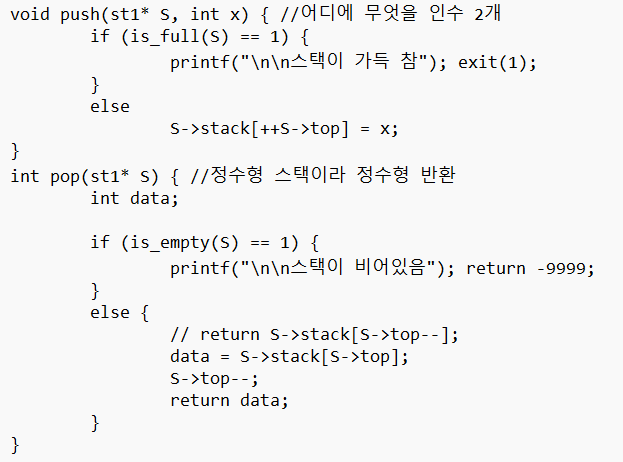 void push(st1* S, int x) { //어디에 무엇을 인수 2개
        if (is_full(S) == 1) {
                printf("\n\n스택이 가득 참"); exit(1);
        }
        else
                S->stack[++S->top] = x;
}
int pop(st1* S) { //정수형 스택이라 정수형 반환
        int data;

        if (is_empty(S) == 1) {
                printf("\n\n스택이 비어있음"); return -9999;
        }
        else {
                // return S->stack[S->top--];
                data = S->stack[S->top];
                S->top--;
                return data;
        }
}